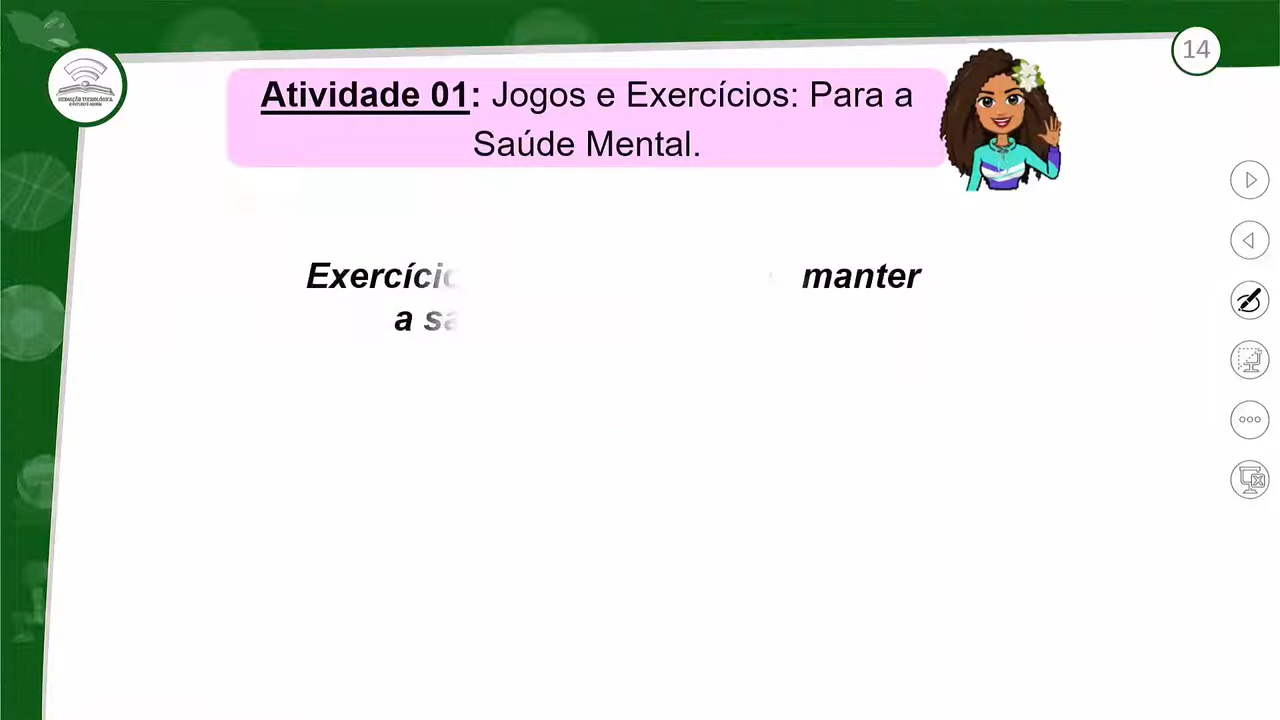 14
Atividade 01: Jogos e Exercícios: Para a
Saúde Mental.
manter
a